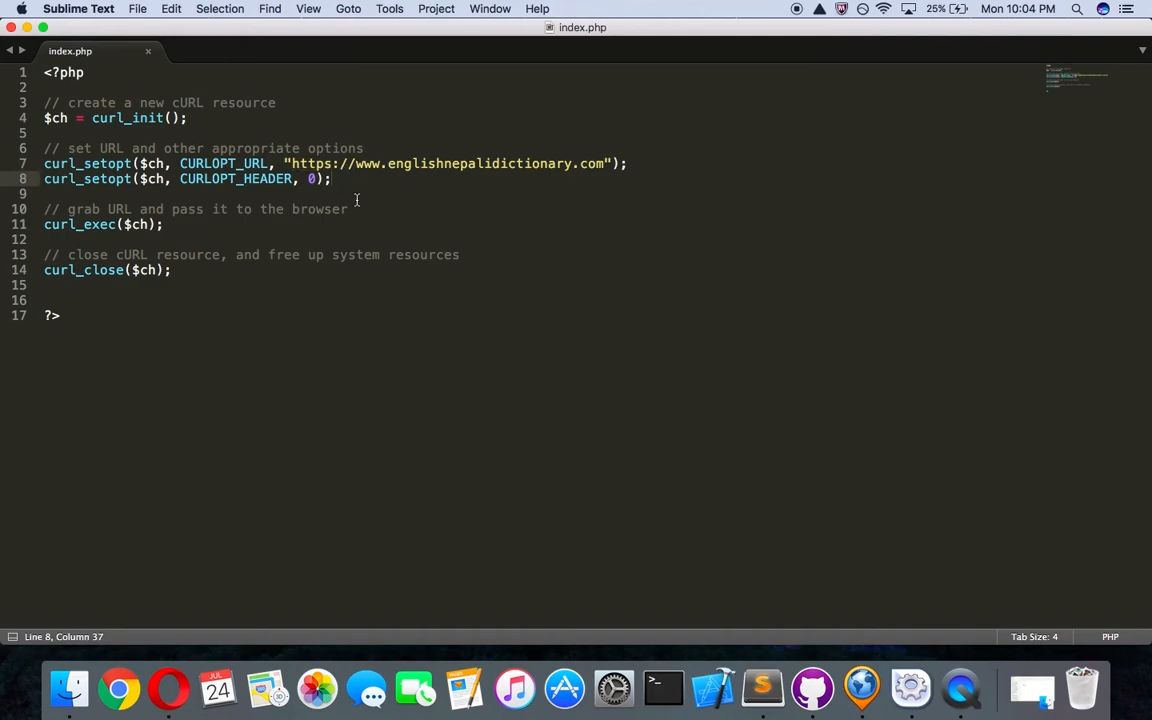 Sublime Text File Edit Selection Find View Goto Tools Project Window Help 25% Mon 10:04 PM
index.php
index.php
1 <?php
2
3 // create a new cURL resource
4 $ch = curl_init();
5
6 // set URL and other appropriate options
7 curl_setopt($ch, CURLOPT_URL, "https://www.englishnepalidictionary.com");
8 curl_setopt($ch, CURLOPT_HEADER, 0);
9
10 // grab URL and pass it to the browser
11 curl_exec($ch);
12
13 // close cURL resource, and free up system resources
14 curl_close($ch);
15
16
17 ?>
Line 8, Column 37 Tab Size: 4 PHP
JUL
24
>_